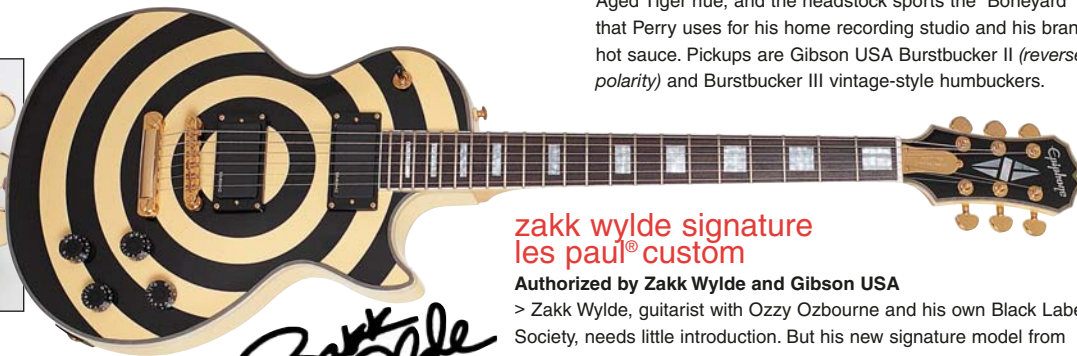 Aged Tiger hue, and the headstock sports the "Boneyard"
that Perry uses for his home recording studio and his bran
hot sauce. Pickups are Gibson USA Burstbucker II (reverse
polarity) and Burstbucker III vintage-style humbuckers.
Epiphone
zakk wylde signature
les paul® custom
Authorized by Zakk Wylde and Gibson USA
> Zakk Wylde, guitarist with Ozzy Ozbourne and his own Black Labe
Society, needs little introduction. But his new signature model from
Zakk
Wylde